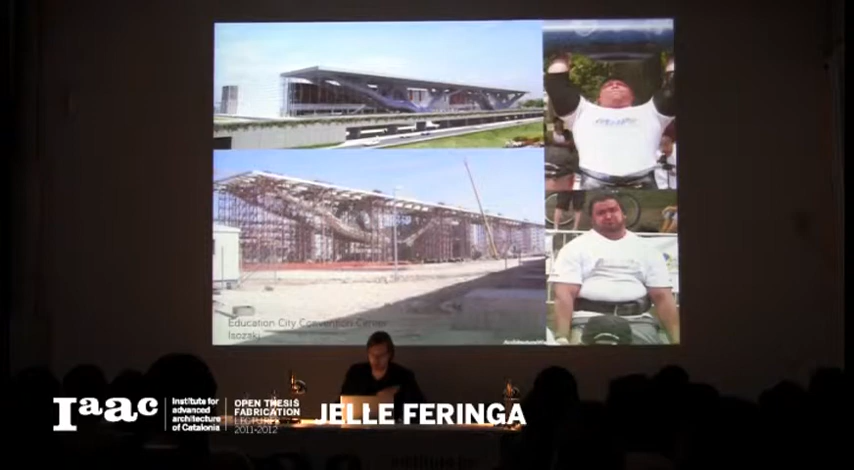 Education City Convention Center
Isozaki
Iaac
Institute for
advanced
architecture
of Catalonia
OPEN THESIS
FABRICATION
LECTURES
2011-2012
JELLE FERINGA